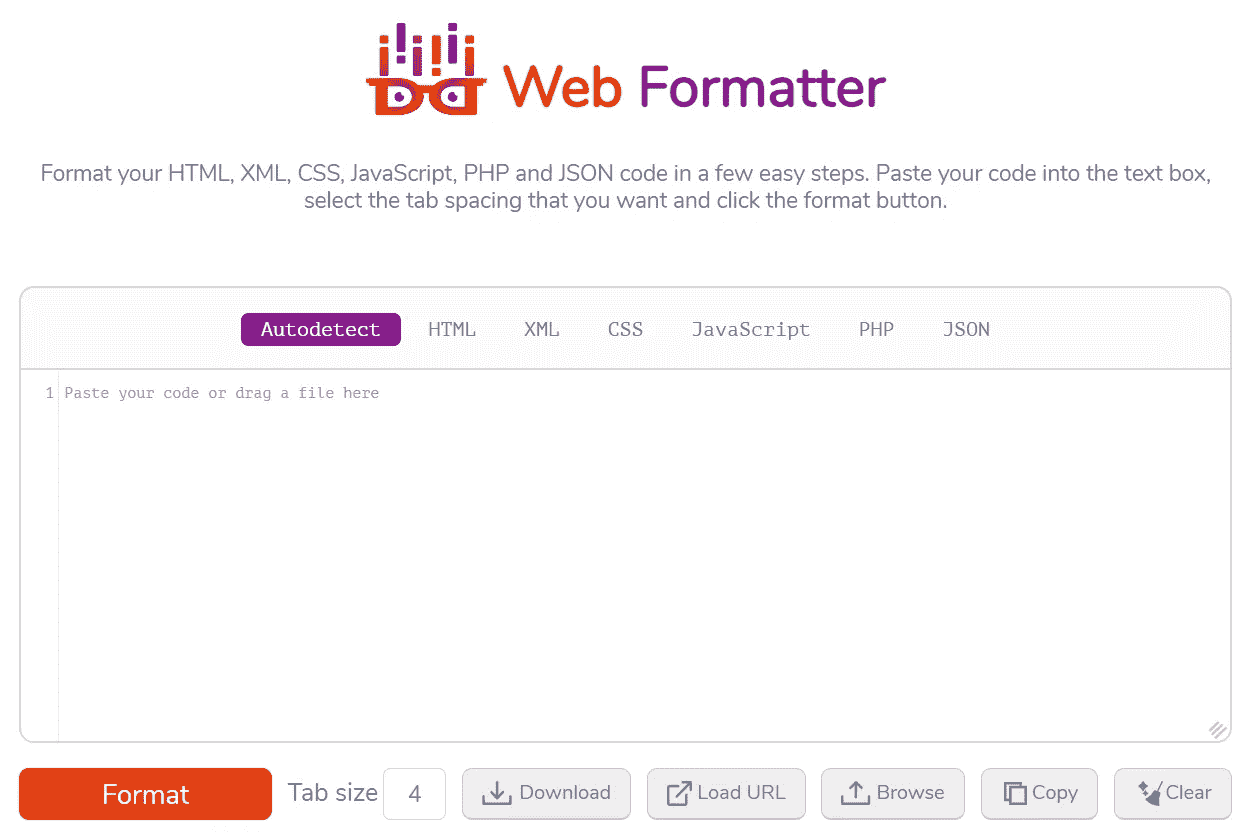 Web Formatter
Format your HTML, XML, CSS, JavaScript, PHP and JSON code in a few easy steps. Paste your code into the text box,
select the tab spacing that you want and click the format button.
Autodetect HTML XML CSS JavaScript PHP JSON
1 Paste your code or drag a file here
Format Tab size 4 Download Load URL Browse Copy Clear